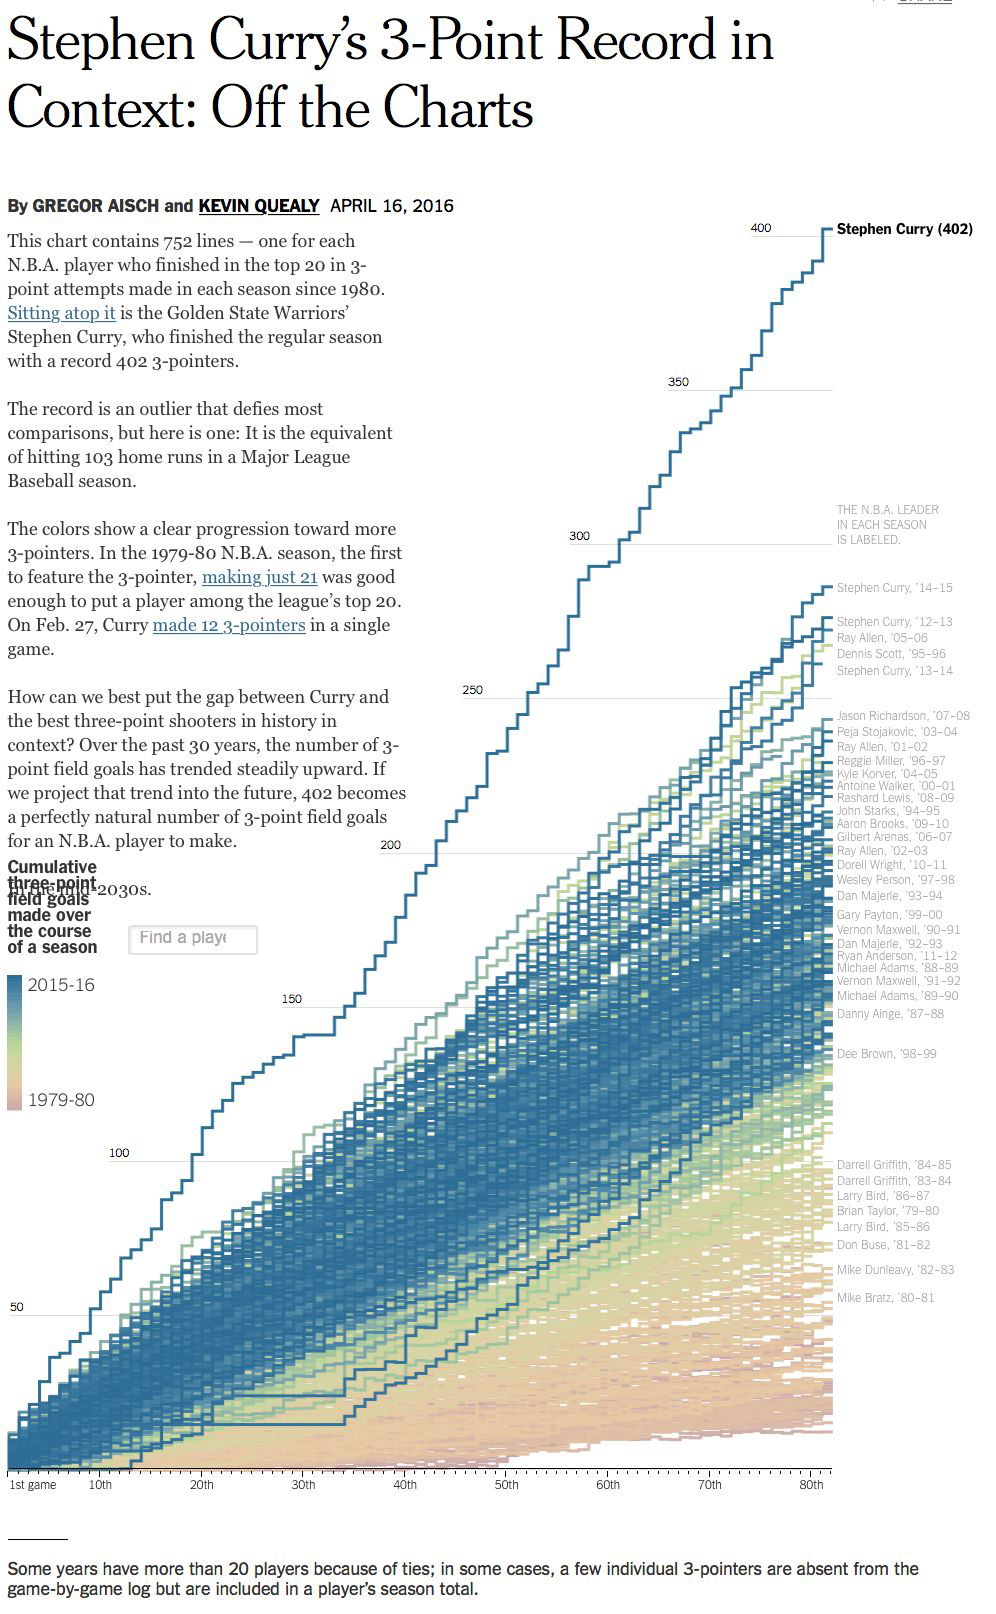 Stephen Curry's 3-Point Record in
Context: Off the Charts
By GREGOR AISCH and KEVIN QUEALY APRIL 16, 2016
This chart contains 752 lines — one for each
N.B.A. player who finished in the top 20 in 3-
point attempts made in each season since 1980.
Sitting atop it is the Golden State Warriors'
Stephen Curry, who finished the regular season
with a record 402 3-pointers.
The record is an outlier that defies most
comparisons, but here is one: It is the equivalent
of hitting 103 home runs in a Major League
Baseball season.
The colors show a clear progression toward more
3-pointers. In the 1979-80 N.B.A. season, the first
to feature the 3-pointer, making just 21 was good
enough to put a player among the league's top 20.
On Feb. 27, Curry made 12 3-pointers in a single
game.
How can we best put the gap between Curry and
the best three-point shooters in history in
context? Over the past 30 years, the number of 3-
point field goals has trended steadily upward. If
we project that trend into the future, 402 becomes
a perfectly natural number of 3-point field goals
for an N.B.A. player to make.
In the mid-2030s.
Cumulative
three-point
field goals
made over
the course
of a season
Find a playe
2015-16
1979-80
400
350
300
250
200
150
100
50
Stephen Curry (402)
THE N.B.A. LEADER
IN EACH SEASON
IS LABELED.
Stephen Curry, '14–15
Stephen Curry, '12–13
Ray Allen, '05–06
Dennis Scott, '95–96
Stephen Curry, '13–14
Jason Richardson, '07–08
Peja Stojakovic, '03–04
Ray Allen, '01–02
Reggie Miller, '96–97
Kyle Korver, '04–05
Antoine Walker, '00–01
Rashard Lewis, '08–09
John Starks, '94–95
Aaron Brooks, '09–10
Gilbert Arenas, '06–07
Ray Allen, '02–03
Dorell Wright, '10–11
Wesley Person, '97–98
Dan Majerle, '93–94
Gary Payton, '99–00
Vernon Maxwell, '90–91
Dan Majerle, '92–93
Ryan Anderson, '11–12
Michael Adams, '88–89
Vernon Maxwell, '91–92
Michael Adams, '89–90
Danny Ainge, '87–88
Dee Brown, '98–99
Darrell Griffith, '84–85
Darrell Griffith, '83–84
Larry Bird, '86–87
Brian Taylor, '79–80
Larry Bird, '85–86
Don Buse, '81–82
Mike Dunleavy, '82–83
Mike Bratz, '80–81
1st game 10th 20th 30th 40th 50th 60th 70th 80th
Some years have more than 20 players because of ties; in some cases, a few individual 3-pointers are absent from the
game-by-game log but are included in a player's season total.